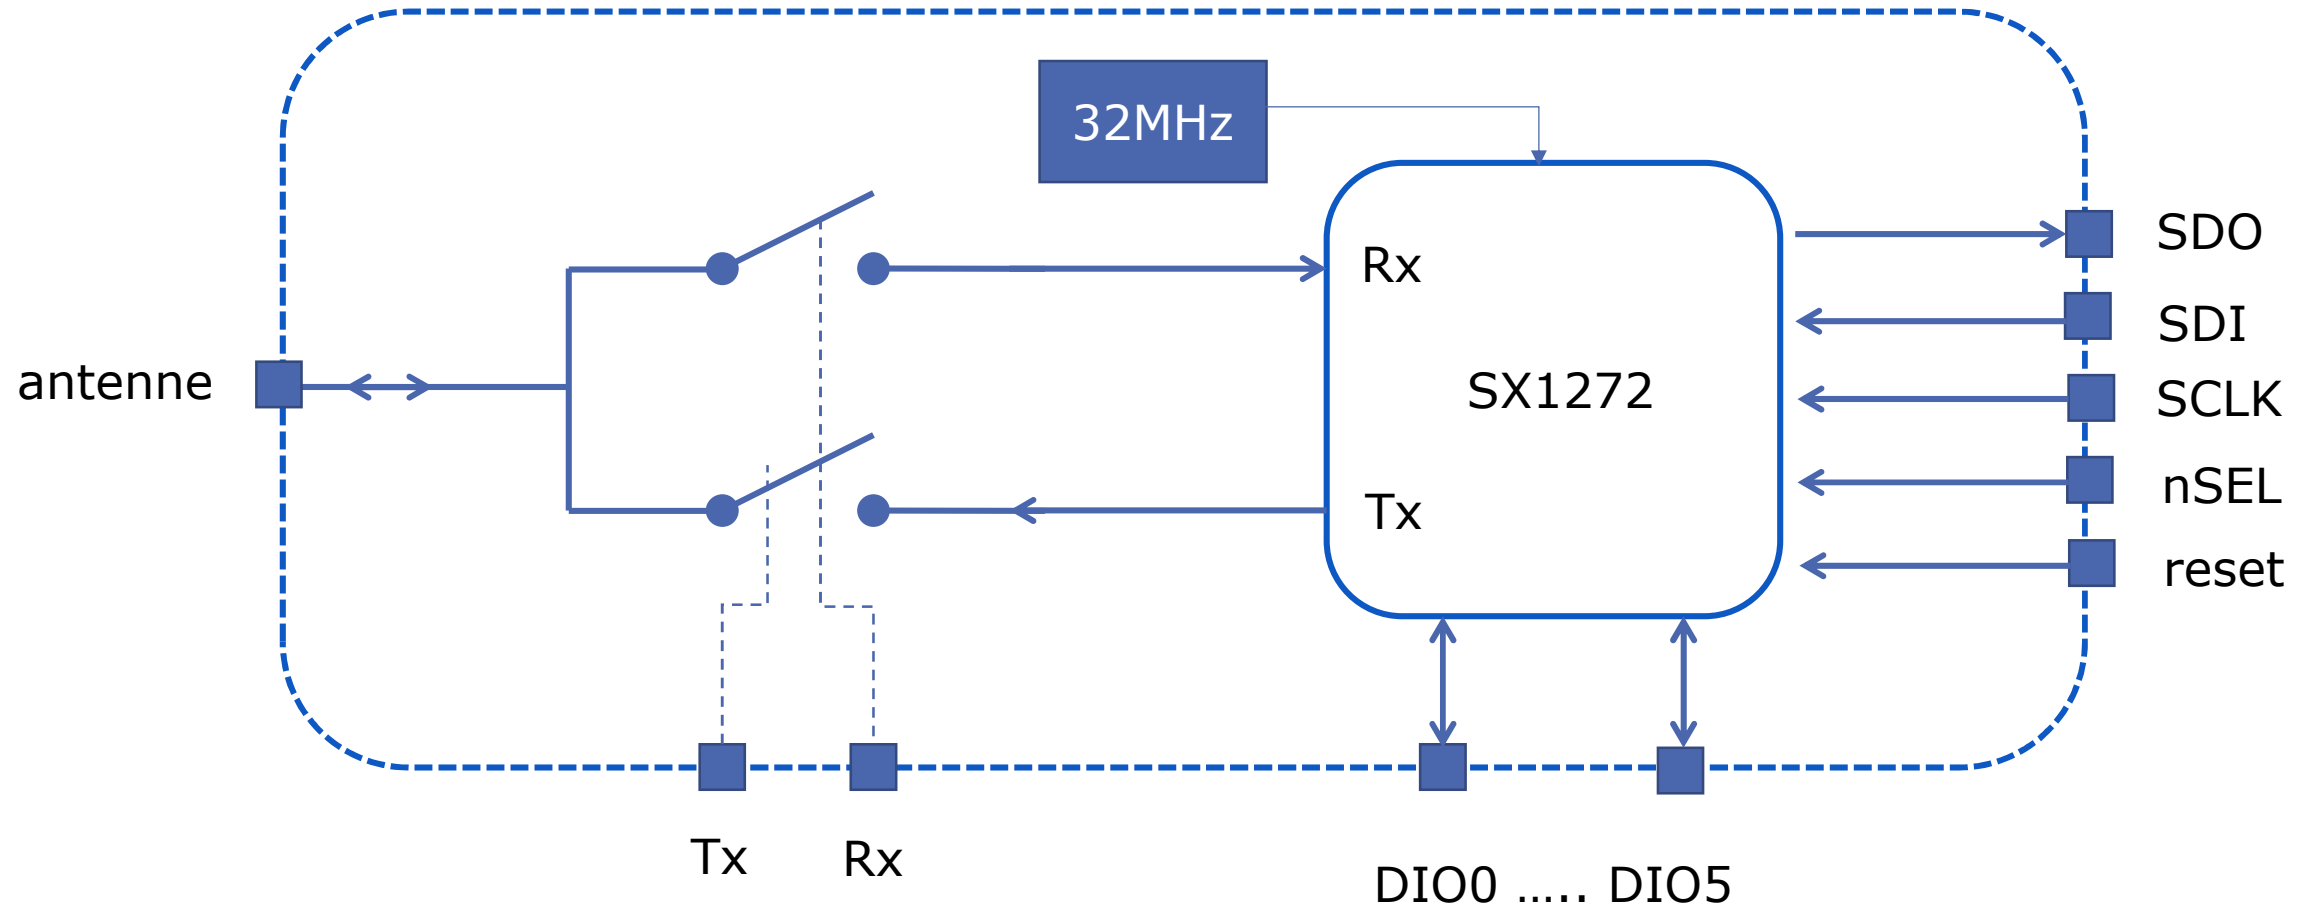 32MHz
SDO
Rx
SDI
antenne
SX1272
SCLK
nSEL
Tx
reset
Tx
Rx
DIO0 ….. DIO5